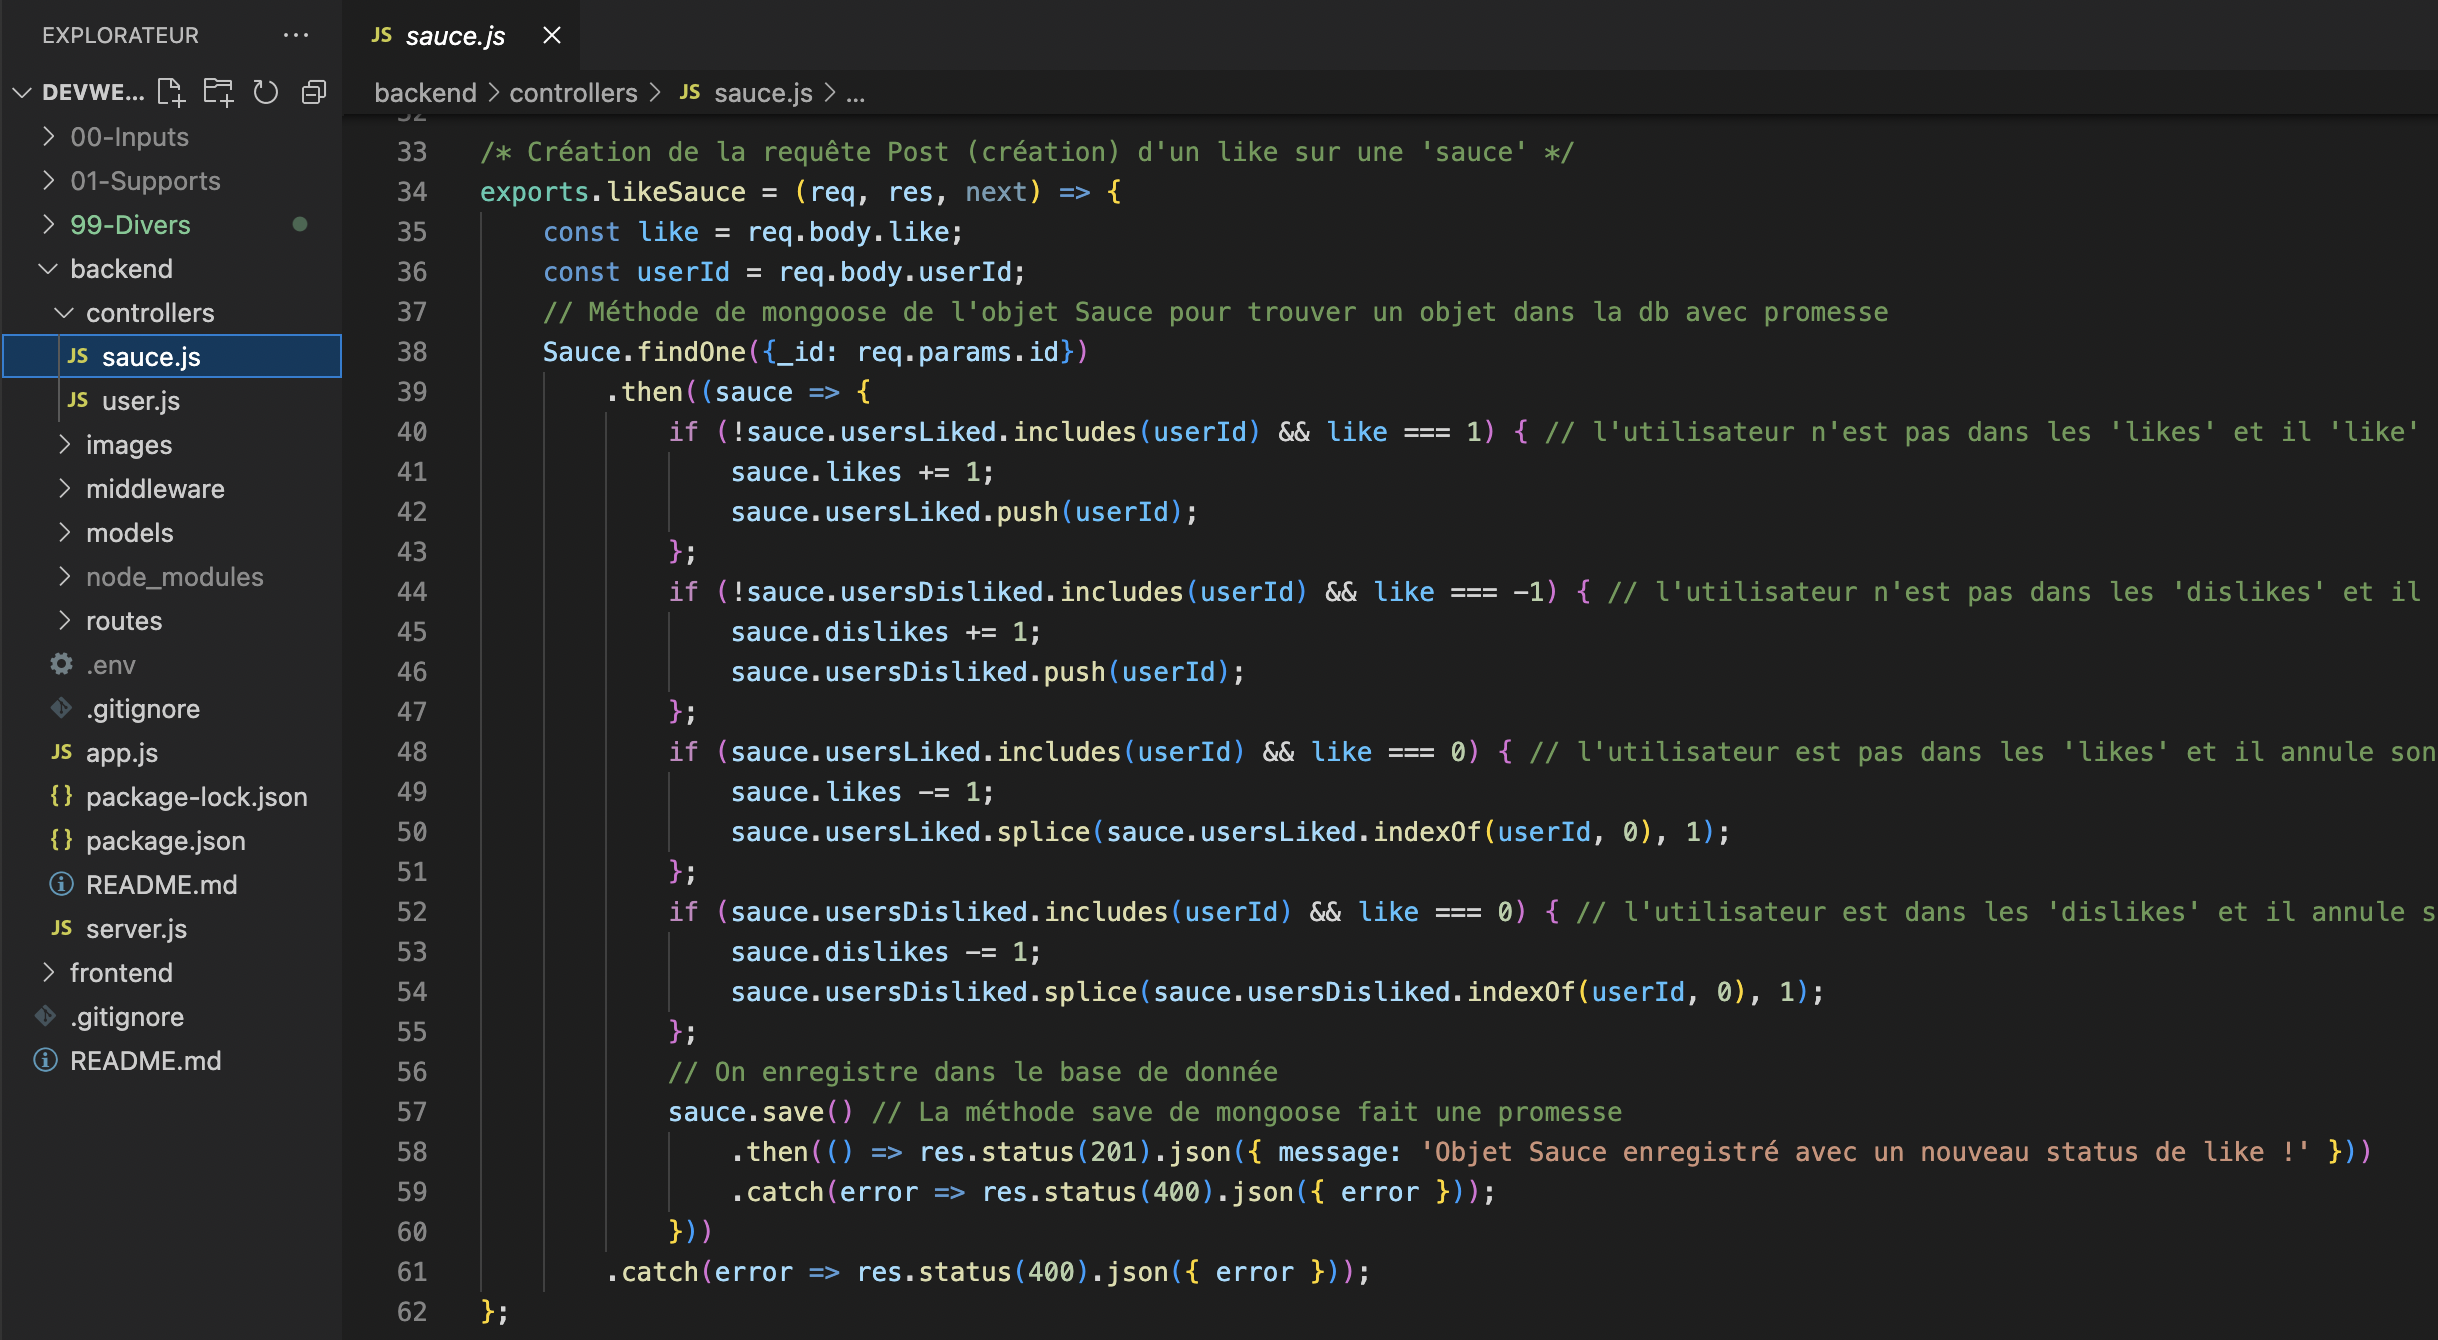 EXPLORATEUR
DEVWE...
00-Inputs
01-Supports
99-Divers
backend
controllers
JS sauce.js
JS user.js
images
middleware
models
node_modules
routes
.env
.gitignore
JS app.js
{} package-lock.json
{} package.json
README.md
JS server.js
frontend
.gitignore
README.md
JS sauce.js
backend > controllers > JS sauce.js > ...
32
33 /* Création de la requête Post (création) d'un like sur une 'sauce' */
34 exports.likeSauce = (req, res, next) => {
35 const like = req.body.like;
36 const userId = req.body.userId;
37 // Méthode de mongoose de l'objet Sauce pour trouver un objet dans la db avec promesse
38 Sauce.findOne({_id: req.params.id})
39 .then((sauce => {
40 if (!sauce.usersLiked.includes(userId) && like === 1) { // l'utilisateur n'est pas dans les 'likes' et il 'like'
41 sauce.likes += 1;
42 sauce.usersLiked.push(userId);
43 };
44 if (!sauce.usersDisliked.includes(userId) && like === -1) { // l'utilisateur n'est pas dans les 'dislikes' et il
45 sauce.dislikes += 1;
46 sauce.usersDisliked.push(userId);
47 };
48 if (sauce.usersLiked.includes(userId) && like === 0) { // l'utilisateur est pas dans les 'likes' et il annule son
49 sauce.likes -= 1;
50 sauce.usersLiked.splice(sauce.usersLiked.indexOf(userId, 0), 1);
51 };
52 if (sauce.usersDisliked.includes(userId) && like === 0) { // l'utilisateur est dans les 'dislikes' et il annule s
53 sauce.dislikes -= 1;
54 sauce.usersDisliked.splice(sauce.usersDisliked.indexOf(userId, 0), 1);
55 };
56 // On enregistre dans le base de donnée
57 sauce.save() // La méthode save de mongoose fait une promesse
58 .then(() => res.status(201).json({ message: 'Objet Sauce enregistré avec un nouveau status de like !' }))
59 .catch(error => res.status(400).json({ error }));
60 }))
61 .catch(error => res.status(400).json({ error }));
62 };